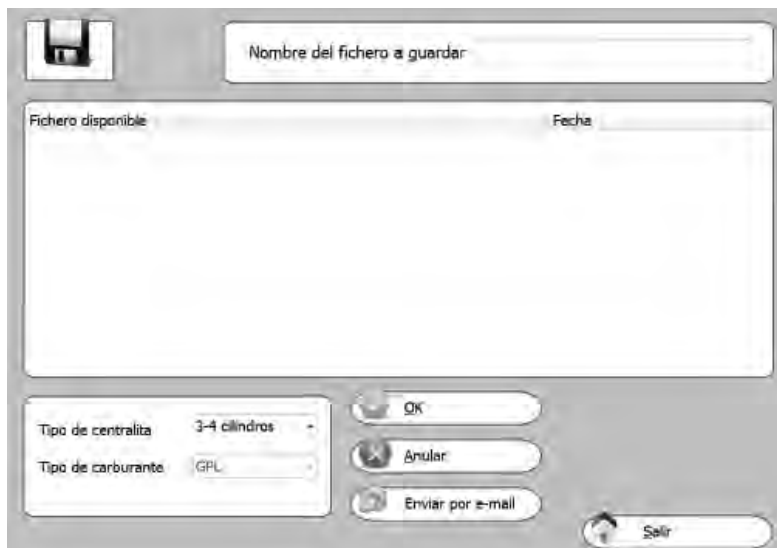 Nombre del fichero a guardar
Fichero disponible Fecha
Tipo de centralita 3-4 cilindros
Tipo de carburante GPL
OK
Anular
Enviar por e-mail
Salir